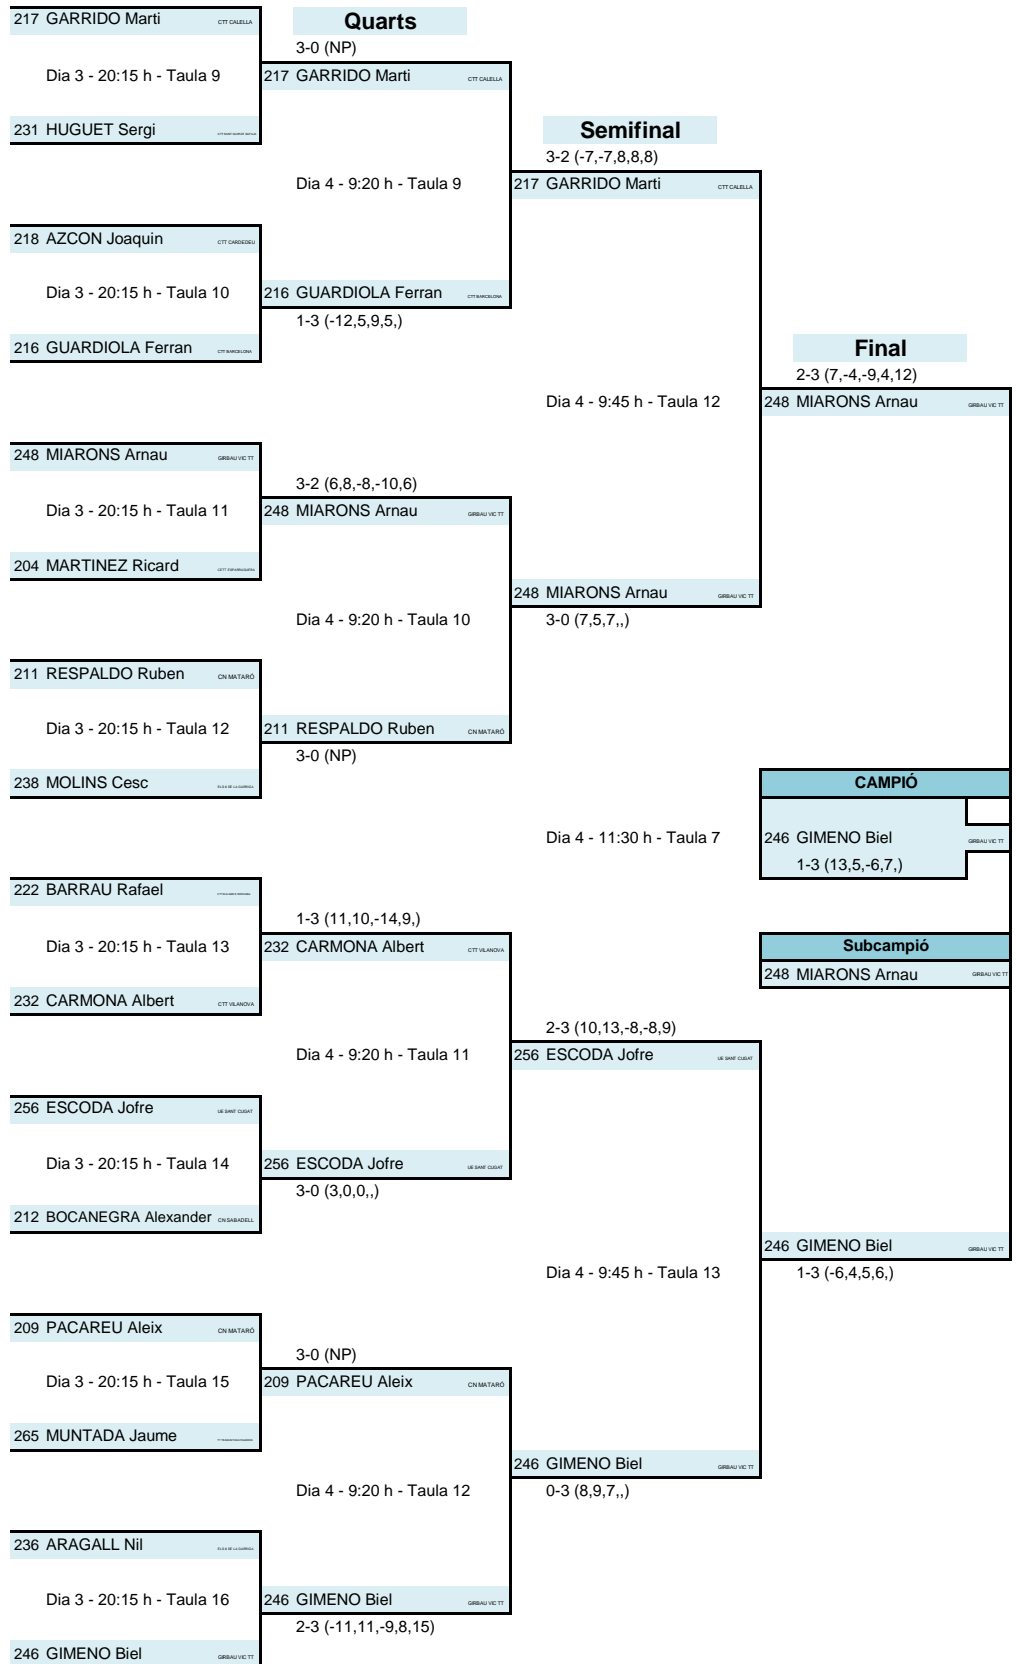 217 GARRIDO Marti CTT CALELLA
Quarts
3-0 (NP)
Dia 3 - 20:15 h - Taula 9
217 GARRIDO Marti CTT CALELLA
231 HUGUET Sergi
Semifinal
3-2 (-7,-7,8,8,8)
Dia 4 - 9:20 h - Taula 9
217 GARRIDO Marti CTT CALELLA
218 AZCON Joaquin CTT CARDEDEU
Dia 3 - 20:15 h - Taula 10
216 GUARDIOLA Ferran CTT BARCELONA
1-3 (-12,5,9,5,)
216 GUARDIOLA Ferran CTT BARCELONA
Final
2-3 (7,-4,-9,4,12)
Dia 4 - 9:45 h - Taula 12
248 MIARONS Arnau GIRBAU VIC TT
248 MIARONS Arnau GIRBAU VIC TT
3-2 (6,8,-8,-10,6)
Dia 3 - 20:15 h - Taula 11
248 MIARONS Arnau GIRBAU VIC TT
204 MARTINEZ Ricard
248 MIARONS Arnau GIRBAU VIC TT
Dia 4 - 9:20 h - Taula 10
3-0 (7,5,7,,)
211 RESPALDO Ruben CN MATARÓ
Dia 3 - 20:15 h - Taula 12
211 RESPALDO Ruben CN MATARÓ
3-0 (NP)
238 MOLINS Cesc
CAMPIÓ
Dia 4 - 11:30 h - Taula 7
246 GIMENO Biel GIRBAU VIC TT
1-3 (13,5,-6,7,)
222 BARRAU Rafael
1-3 (11,10,-14,9,)
Dia 3 - 20:15 h - Taula 13
232 CARMONA Albert CTT VILANOVA
Subcampió
248 MIARONS Arnau GIRBAU VIC TT
232 CARMONA Albert CTT VILANOVA
2-3 (10,13,-8,-8,9)
Dia 4 - 9:20 h - Taula 11
256 ESCODA Jofre UE SANT CUGAT
256 ESCODA Jofre UE SANT CUGAT
Dia 3 - 20:15 h - Taula 14
256 ESCODA Jofre UE SANT CUGAT
3-0 (3,0,0,,)
212 BOCANEGRA Alexander CN SABADELL
246 GIMENO Biel GIRBAU VIC TT
Dia 4 - 9:45 h - Taula 13
1-3 (-6,4,5,6,)
209 PACAREU Aleix CN MATARÓ
3-0 (NP)
Dia 3 - 20:15 h - Taula 15
209 PACAREU Aleix CN MATARÓ
265 MUNTADA Jaume
246 GIMENO Biel GIRBAU VIC TT
Dia 4 - 9:20 h - Taula 12
0-3 (8,9,7,,)
236 ARAGALL Nil
Dia 3 - 20:15 h - Taula 16
246 GIMENO Biel GIRBAU VIC TT
2-3 (-11,11,-9,8,15)
246 GIMENO Biel GIRBAU VIC TT